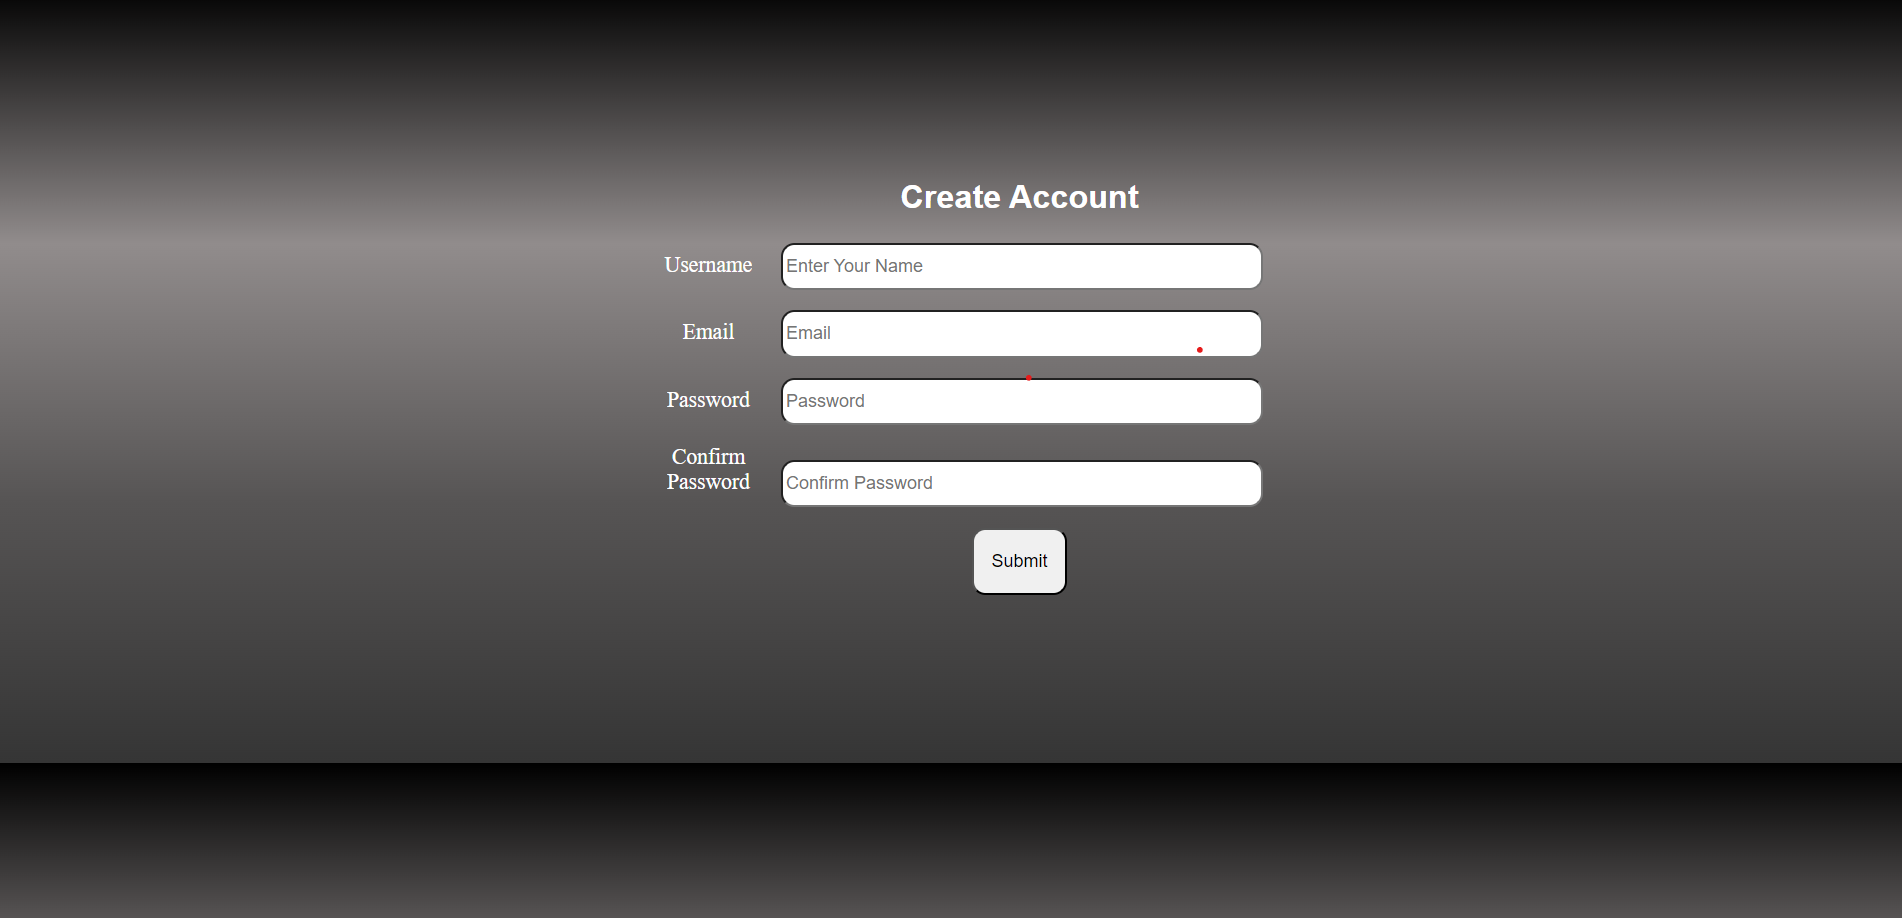 Create Account
Username
Enter Your Name
Email
Email
Password
Password
Confirm
Password
Confirm Password
Submit